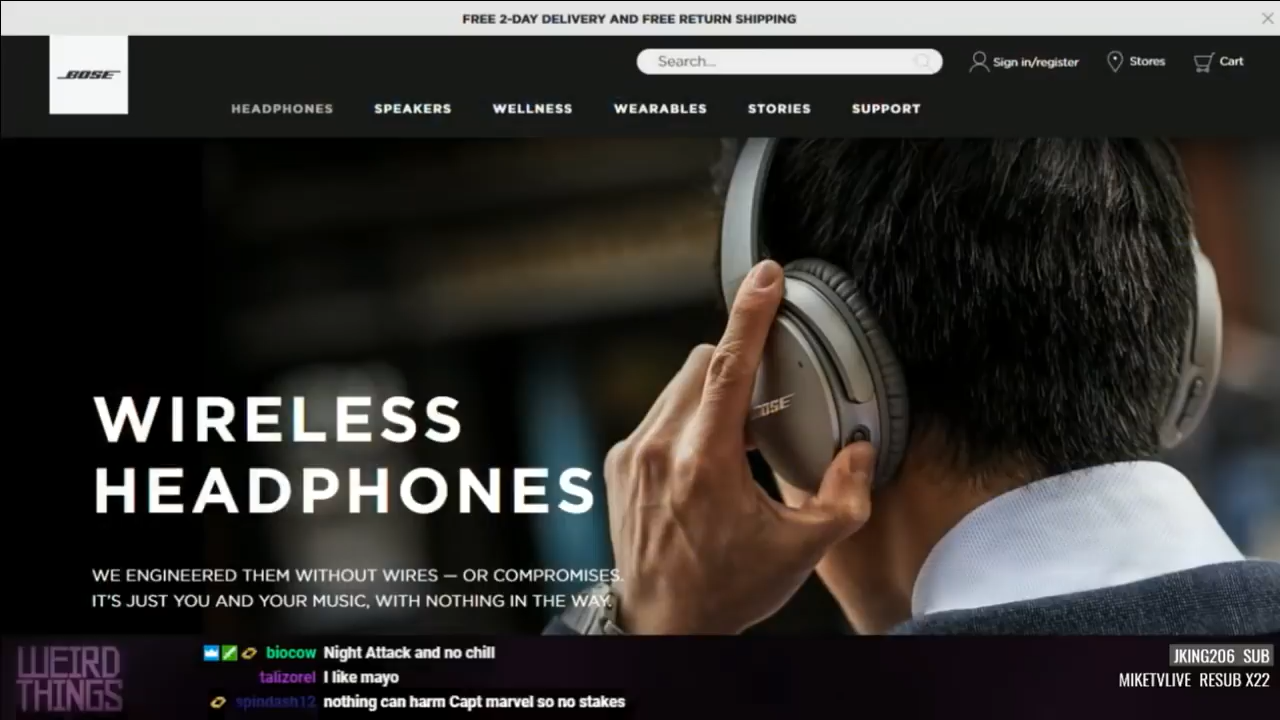 FREE 2-DAY DELIVERY AND FREE RETURN SHIPPING
BOSE
Search...
Sign in/register
Stores
Cart
HEADPHONES SPEAKERS WELLNESS WEARABLES STORIES SUPPORT
BOSE
WIRELESS
HEADPHONES
WE ENGINEERED THEM WITHOUT WIRES — OR COMPROMISES.
IT'S JUST YOU AND YOUR MUSIC, WITH NOTHING IN THE WAY.
WEIRD
THINGS
biocow Night Attack and no chill
talizorel I like mayo
spindash12 nothing can harm Capt marvel so no stakes
JKING206 SUB
MIKETVLIVE RESUB X22